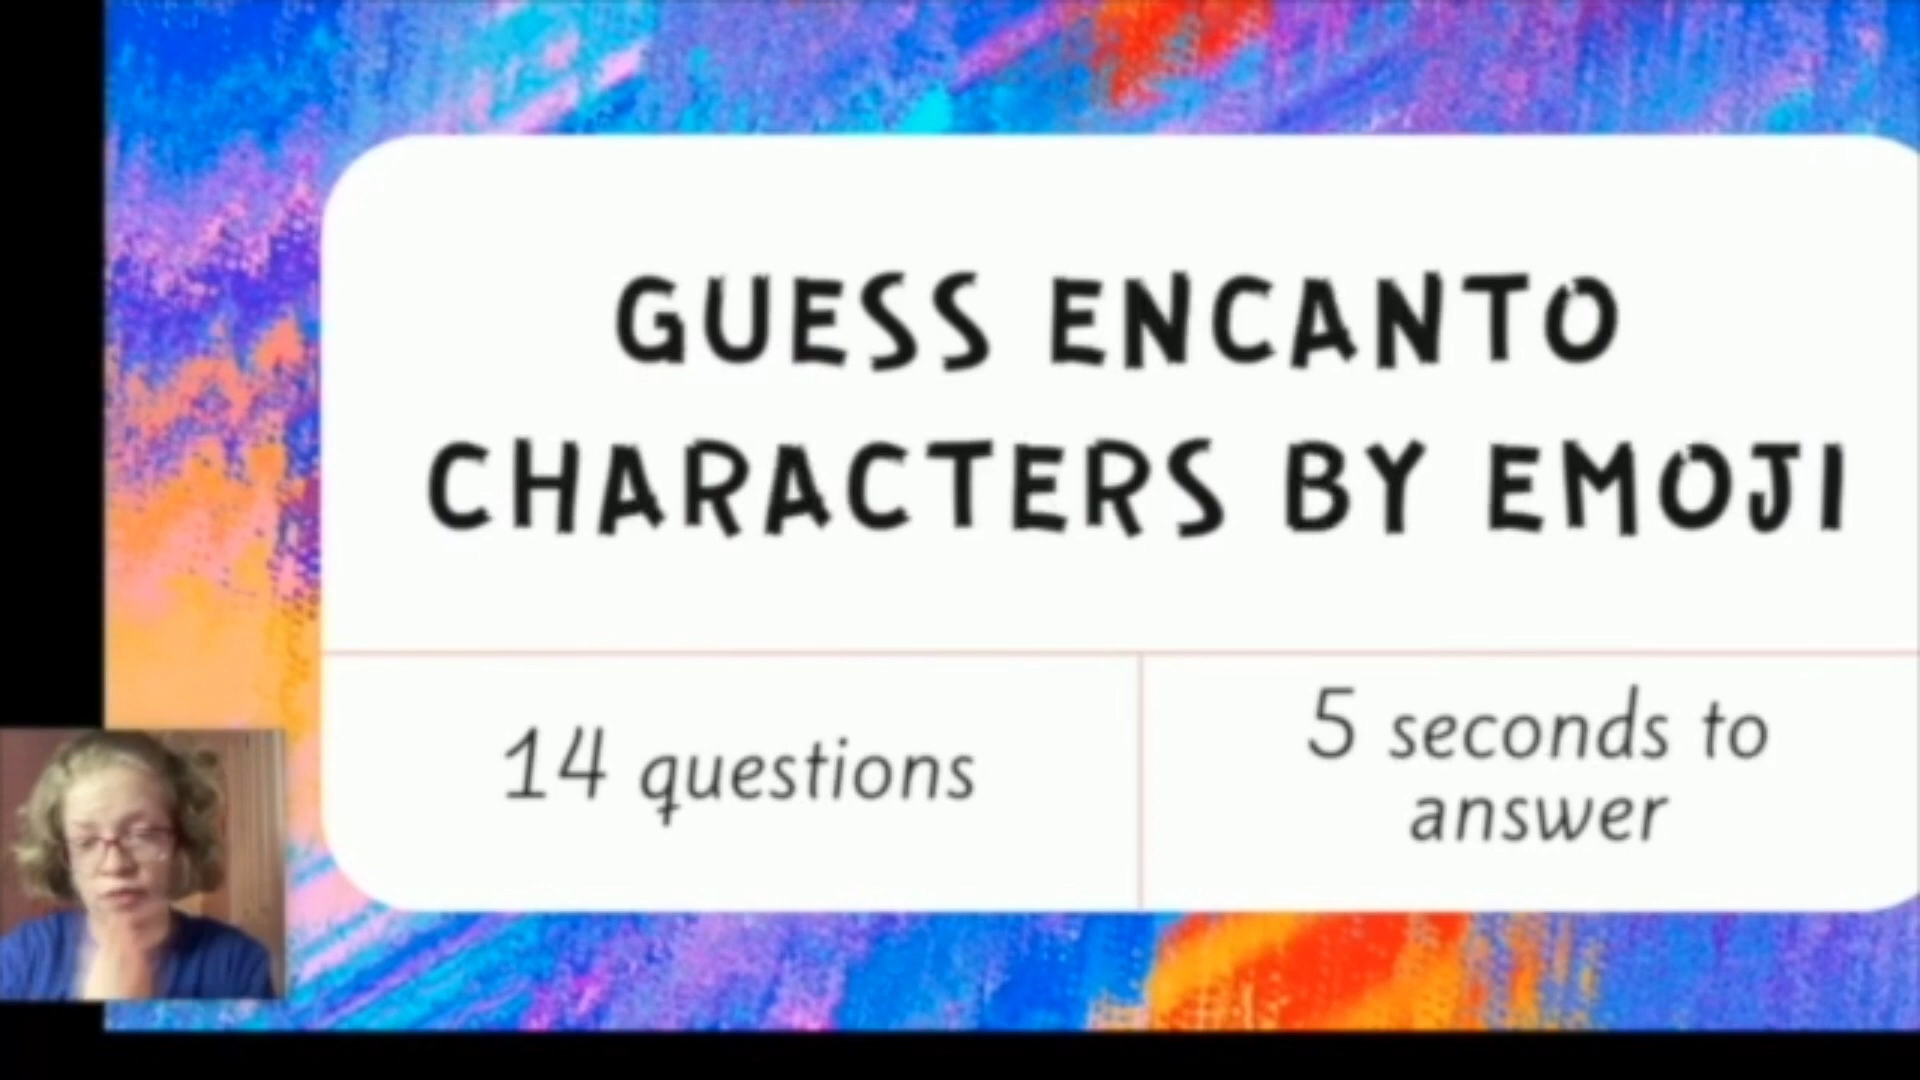 GUESS ENCANTO
CHARACTERS BY EMOJI
14 questions
5 seconds to
answer